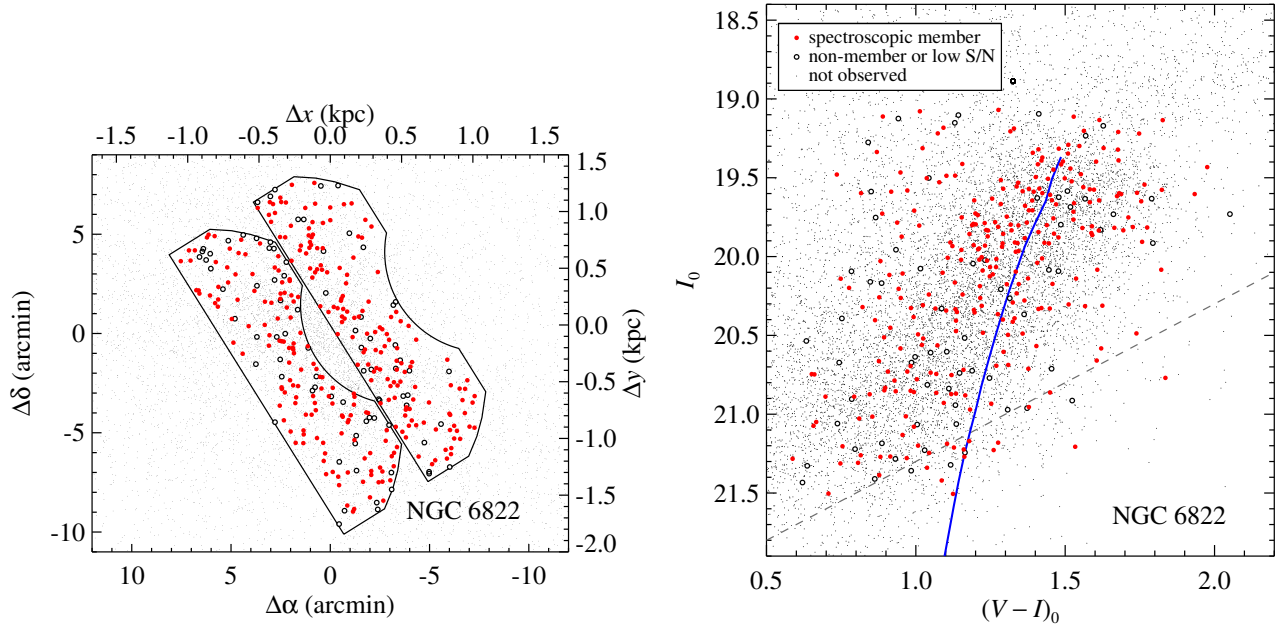 Δx (kpc)
-1.5 -1.0 -0.5 0.0 0.5 1.0 1.5
5
0
-5
-10
Δδ (arcmin)
1.5
1.0
0.5
0.0
-0.5
-1.0
-1.5
-2.0
Δy (kpc)
NGC 6822
10 5 0 -5 -10
Δα (arcmin)
spectroscopic member
non-member or low S/N
not observed
18.5
19.0
19.5
20.0
20.5
21.0
21.5
I₀
NGC 6822
0.5 1.0 1.5 2.0
(V − I)₀